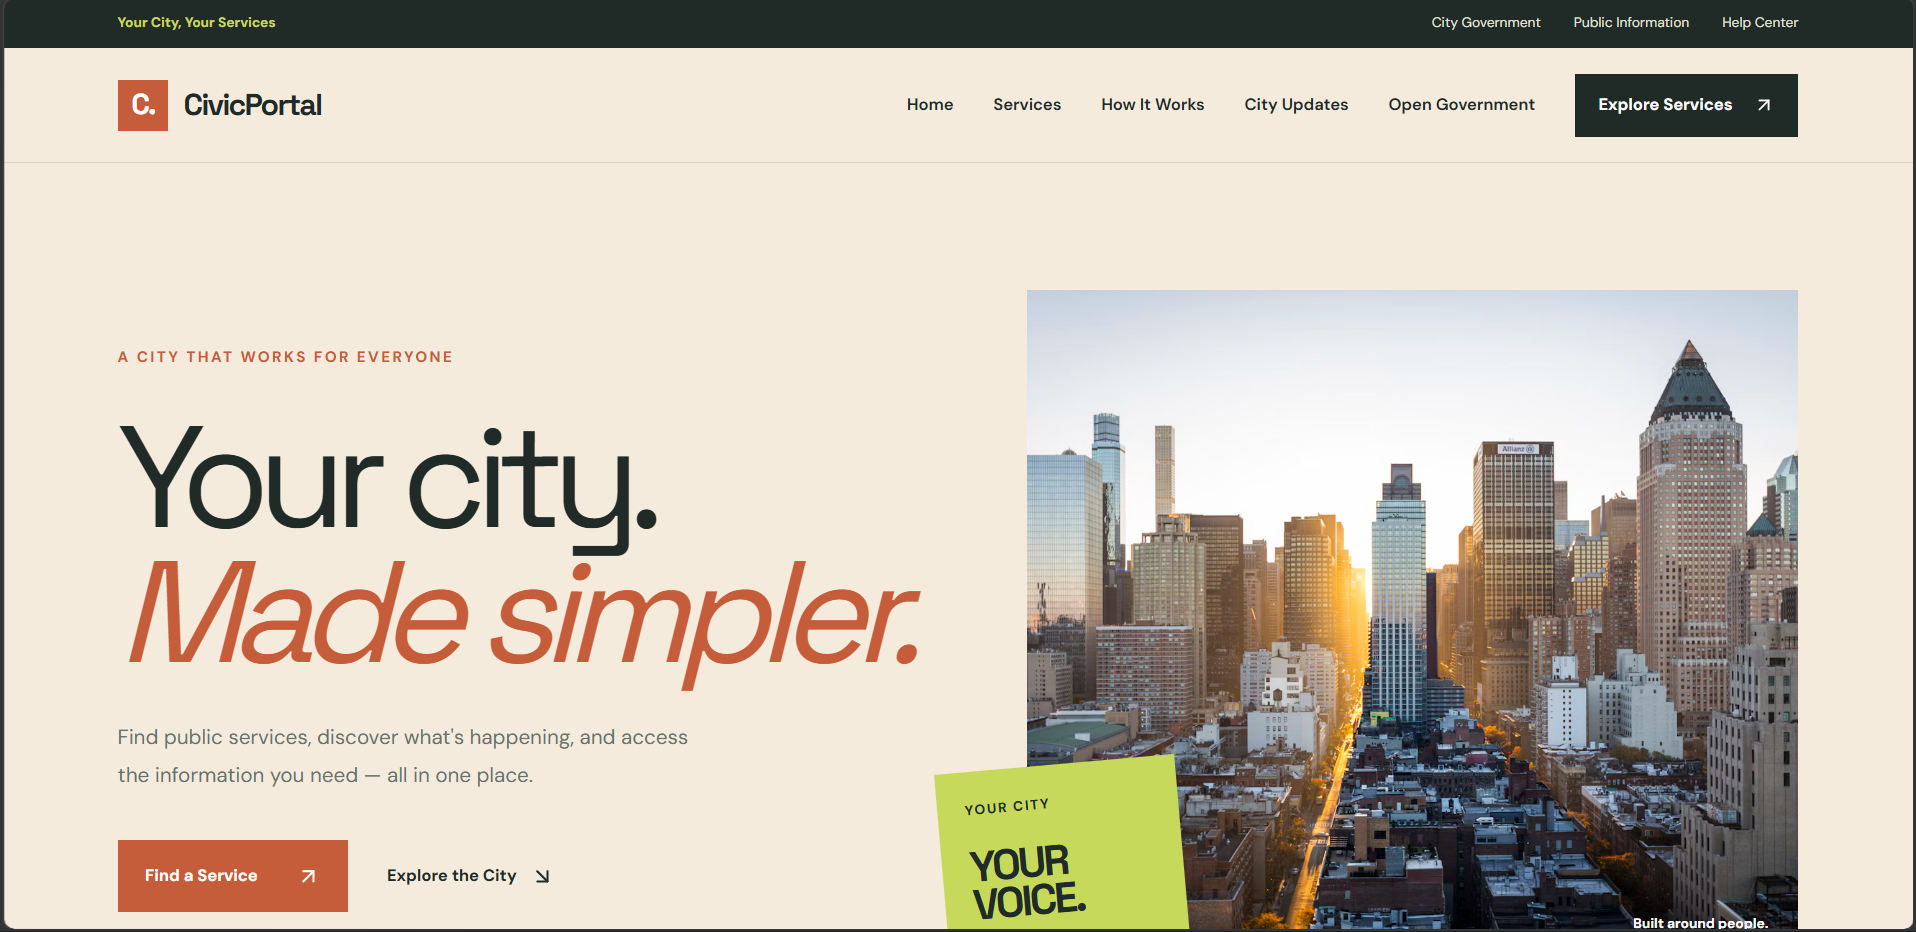 Your City, Your Services
City Government
Public Information
Help Center
C.
CivicPortal
Home
Services
How It Works
City Updates
Open Government
Explore Services
A CITY THAT WORKS FOR EVERYONE
Your city.
Made simpler.
Find public services, discover what's happening, and access
the information you need — all in one place.
Find a Service
Explore the City
Allianz
YOUR CITY
YOUR
VOICE.
Built around people.